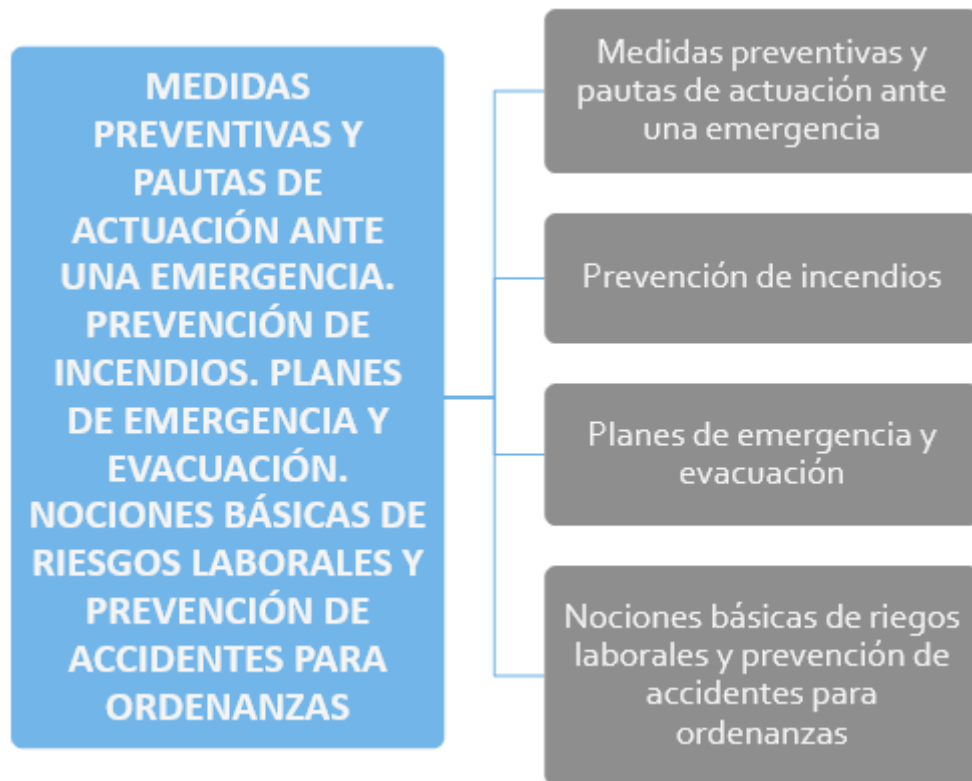 MEDIDAS
PREVENTIVAS Y
PAUTAS DE
ACTUACIÓN ANTE
UNA EMERGENCIA.
PREVENCIÓN DE
INCENDIOS. PLANES
DE EMERGENCIA Y
EVACUACIÓN.
NOCIONES BÁSICAS DE
RIESGOS LABORALES Y
PREVENCIÓN DE
ACCIDENTES PARA
ORDENANZAS
Medidas preventivas y
pautas de actuación ante
una emergencia
Prevención de incendios
Planes de emergencia y
evacuación
Nociones básicas de riegos
laborales y prevención de
accidentes para
ordenanzas